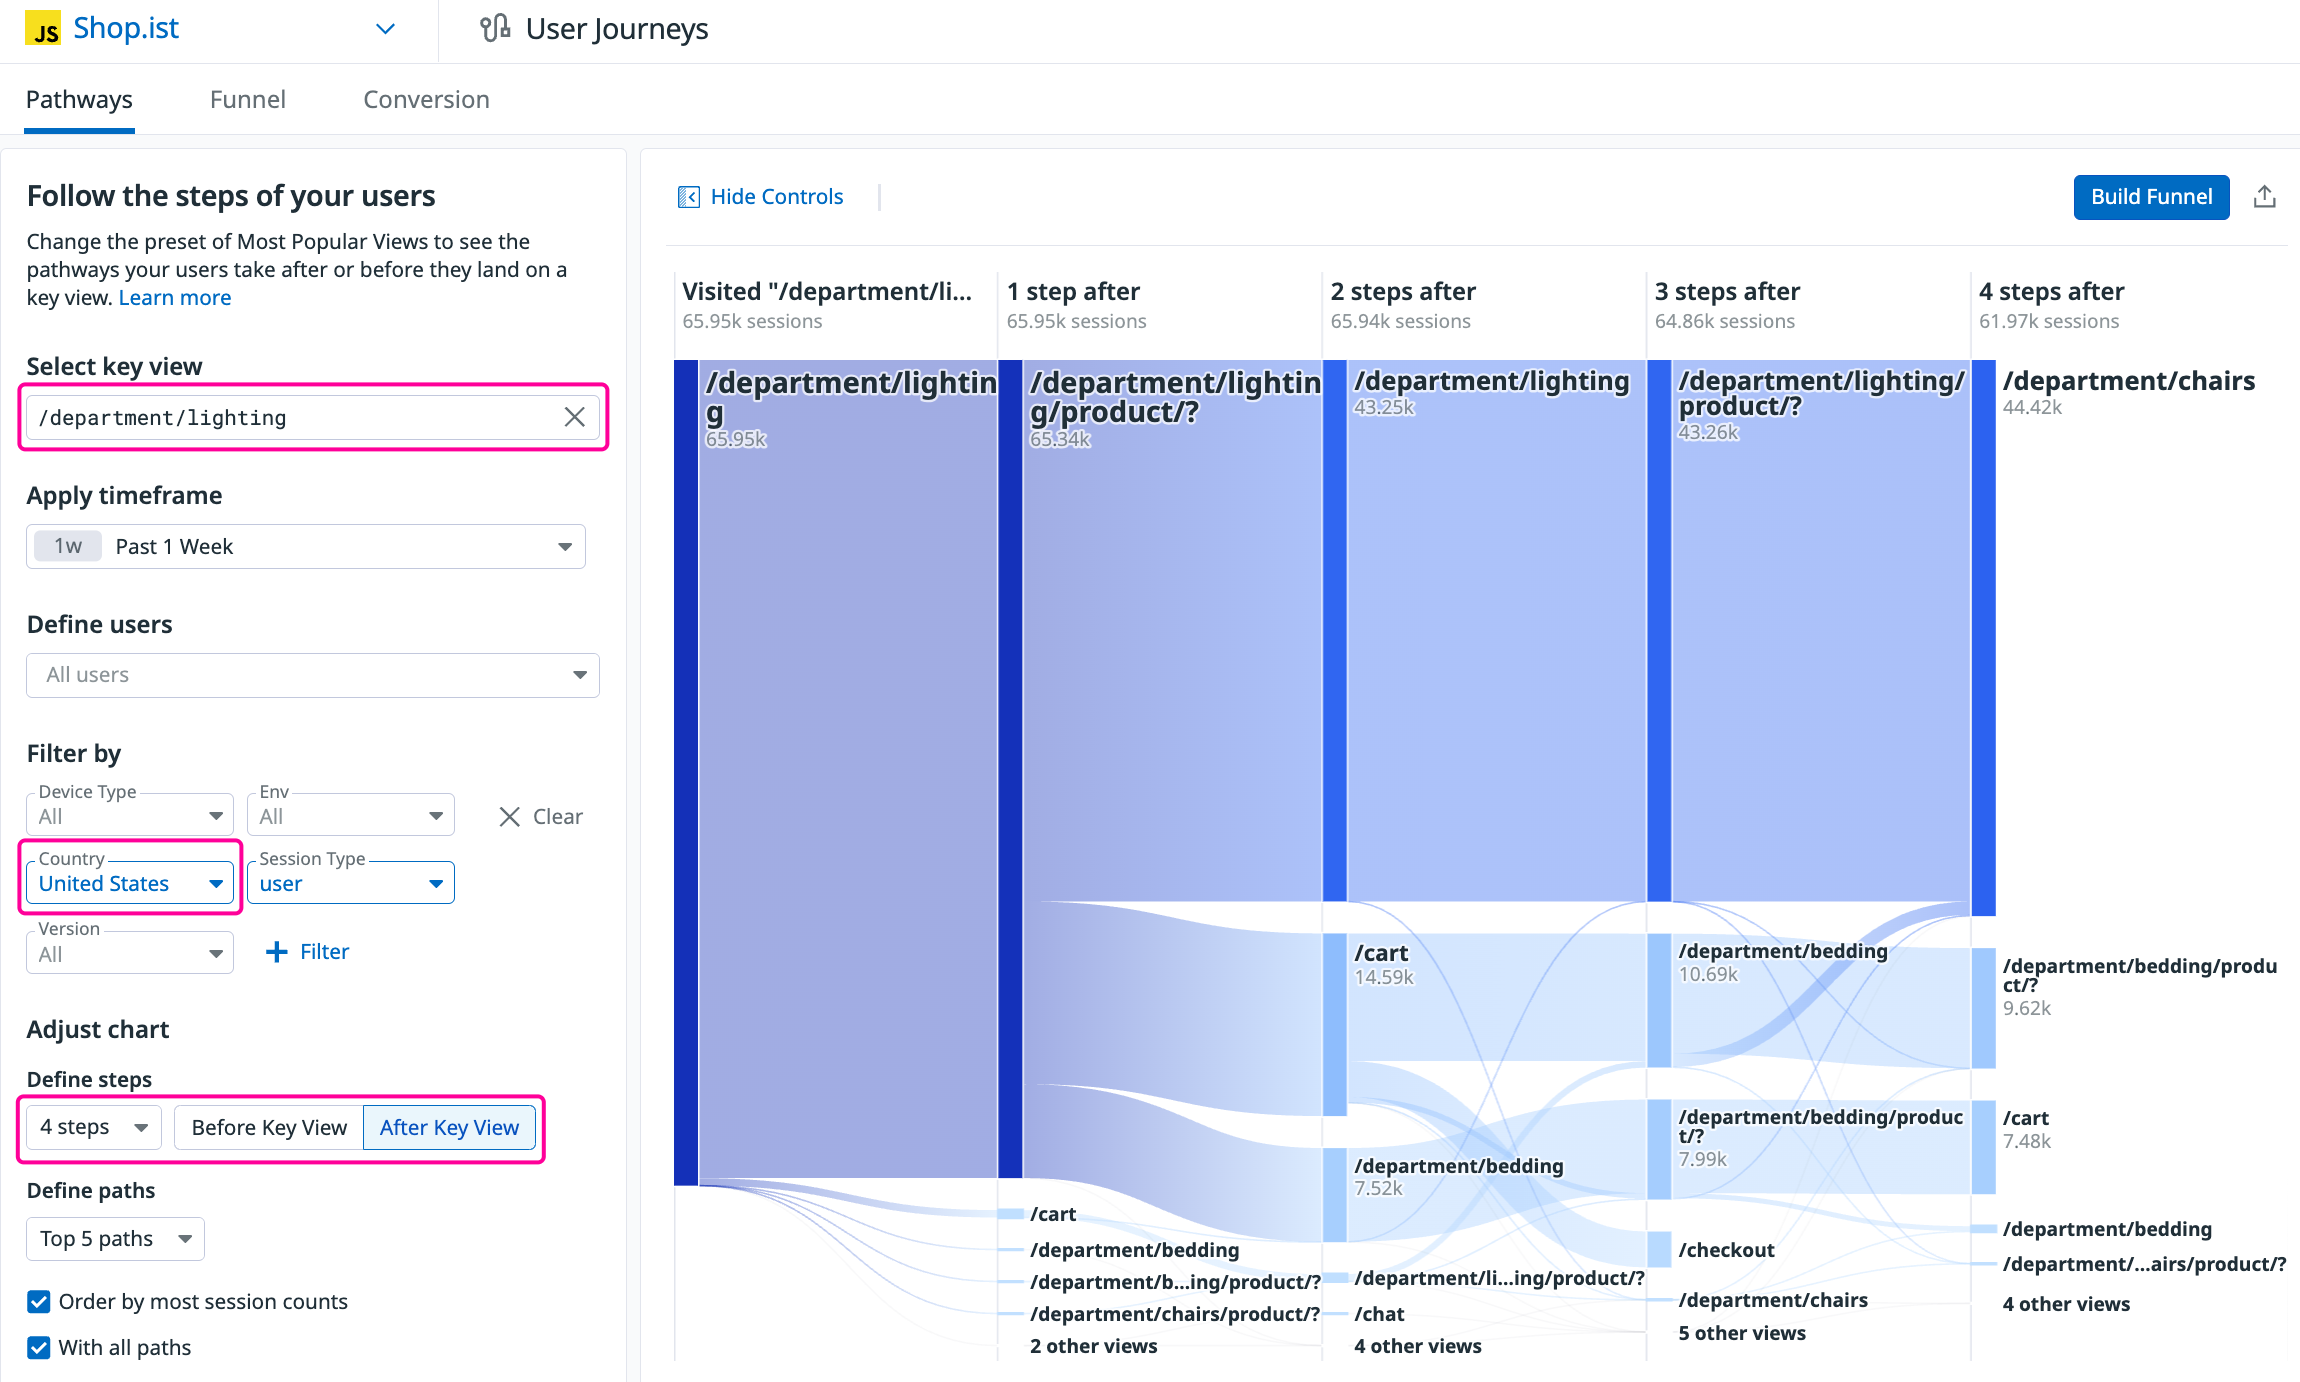 JS Shop.ist
User Journeys
Pathways
Funnel
Conversion
Follow the steps of your users
Change the preset of Most Popular Views to see the
pathways your users take after or before they land on a
key view. Learn more
Select key view
/department/lighting
Apply timeframe
1w Past 1 Week
Define users
All users
Filter by
Device Type
All
Env
All
Clear
Country
United States
Session Type
user
Version
All
Filter
Adjust chart
Define steps
4 steps
Before Key View
After Key View
Define paths
Top 5 paths
Order by most session counts
With all paths
Hide Controls
Build Funnel
Visited "/department/li...
65.95k sessions
/department/lightin
g
65.95k
1 step after
65.95k sessions
/department/lightin
g/product/?
65.34k
/cart
/department/bedding
/department/b...ing/product/?
/department/chairs/product/?
2 other views
2 steps after
65.94k sessions
/department/lighting
43.25k
/cart
14.59k
/department/bedding
7.52k
/department/li...ing/product/?
/chat
4 other views
3 steps after
64.86k sessions
/department/lighting/
product/?
43.26k
/department/bedding
10.69k
/department/bedding/produc
t/?
7.99k
/checkout
/department/chairs
5 other views
4 steps after
61.97k sessions
/department/chairs
44.42k
/department/bedding/produ
ct/?
9.62k
/cart
7.48k
/department/bedding
/department/...airs/product/?
4 other views